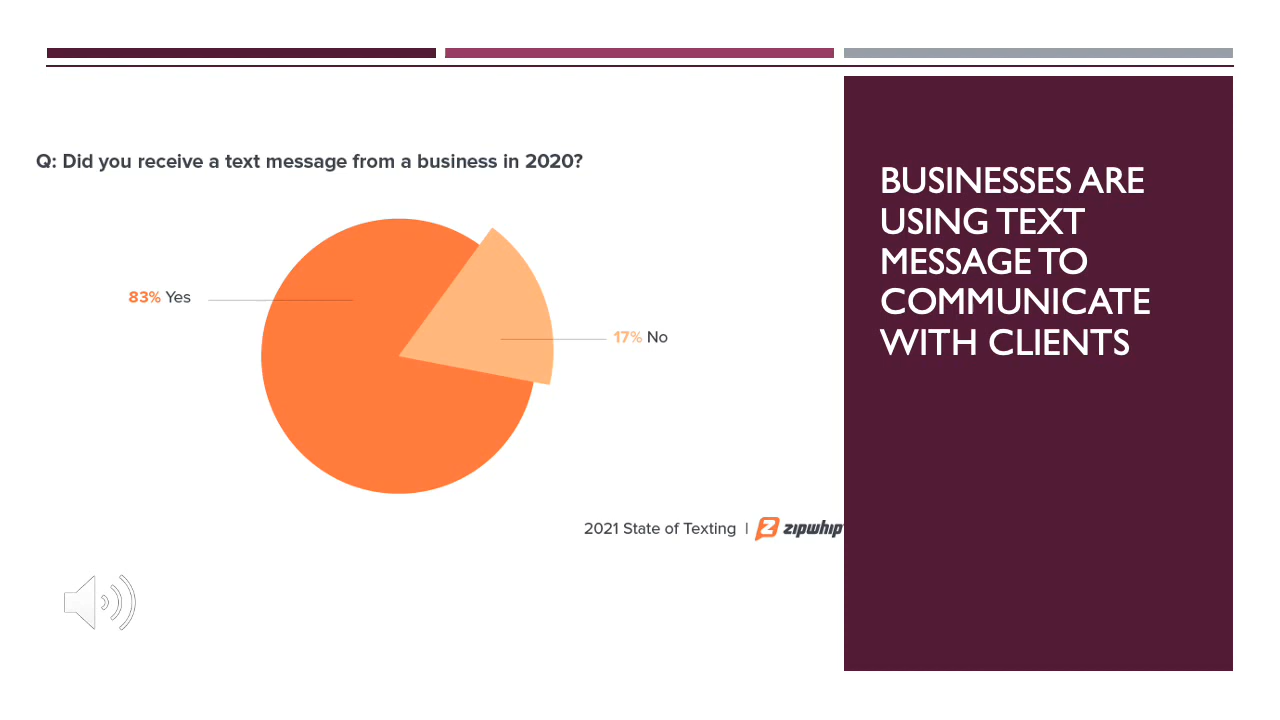 Q: Did you receive a text message from a business in 2020?
83% Yes
17% No
2021 State of Texting | zipwhip
BUSINESSES ARE
USING TEXT
MESSAGE TO
COMMUNICATE
WITH CLIENTS